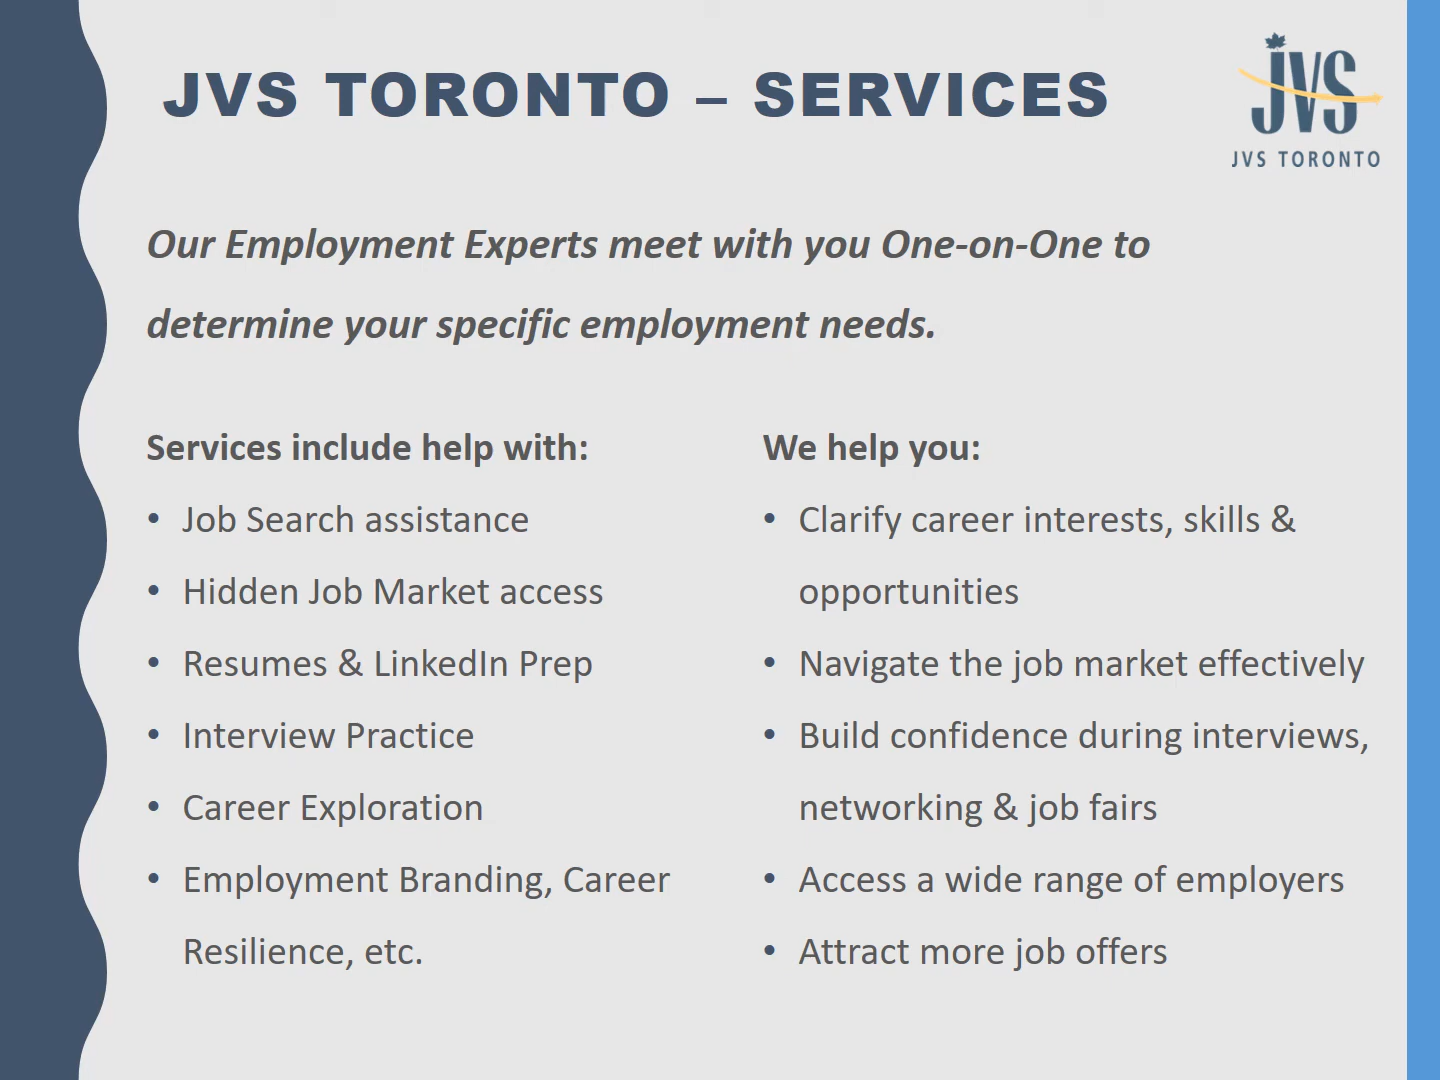 JVS TORONTO – SERVICES
JVS
JVS TORONTO
Our Employment Experts meet with you One-on-One to
determine your specific employment needs.
Services include help with:
• Job Search assistance
• Hidden Job Market access
• Resumes & LinkedIn Prep
• Interview Practice
• Career Exploration
• Employment Branding, Career
Resilience, etc.
We help you:
• Clarify career interests, skills &
opportunities
• Navigate the job market effectively
• Build confidence during interviews,
networking & job fairs
• Access a wide range of employers
• Attract more job offers